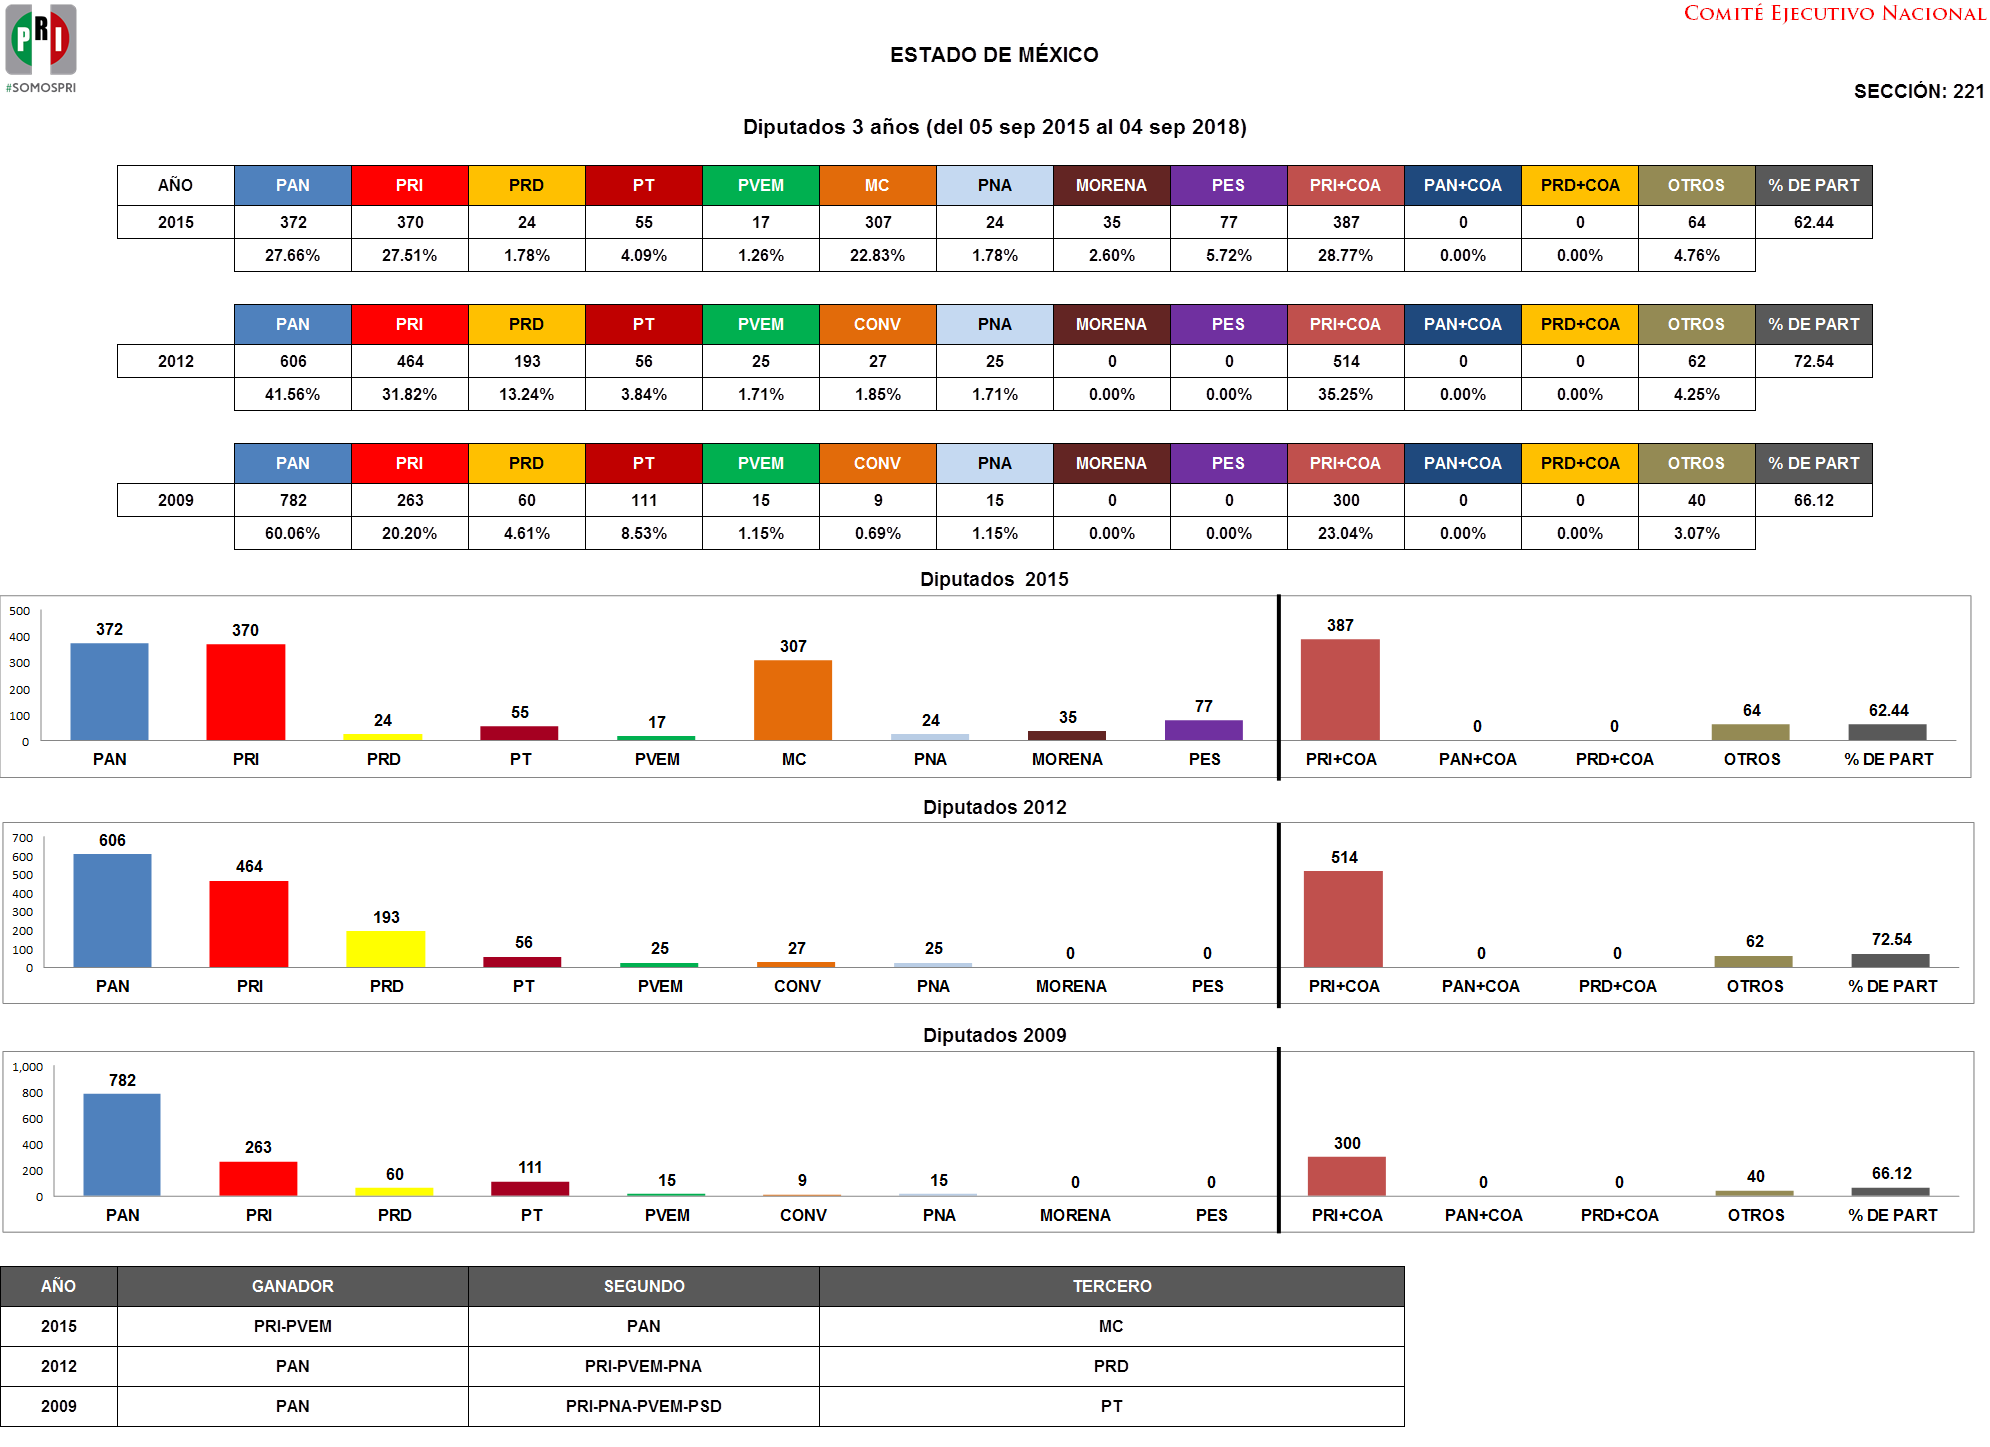 PRI
#SOMOSPRI
COMITÉ EJECUTIVO NACIONAL
ESTADO DE MÉXICO
SECCIÓN: 221
Diputados 3 años (del 05 sep 2015 al 04 sep 2018)
AÑO PAN PRI PRD PT PVEM MC PNA MORENA PES PRI+COA PAN+COA PRD+COA OTROS % DE PART
2015 372 370 24 55 17 307 24 35 77 387 0 0 64 62.44
27.66% 27.51% 1.78% 4.09% 1.26% 22.83% 1.78% 2.60% 5.72% 28.77% 0.00% 0.00% 4.76%
PAN PRI PRD PT PVEM CONV PNA MORENA PES PRI+COA PAN+COA PRD+COA OTROS % DE PART
2012 606 464 193 56 25 27 25 0 0 514 0 0 62 72.54
41.56% 31.82% 13.24% 3.84% 1.71% 1.85% 1.71% 0.00% 0.00% 35.25% 0.00% 0.00% 4.25%
PAN PRI PRD PT PVEM CONV PNA MORENA PES PRI+COA PAN+COA PRD+COA OTROS % DE PART
2009 782 263 60 111 15 9 15 0 0 300 0 0 40 66.12
60.06% 20.20% 4.61% 8.53% 1.15% 0.69% 1.15% 0.00% 0.00% 23.04% 0.00% 0.00% 3.07%
Diputados 2015
500
400
300
200
100
0
372 370 24 55 17 307 24 35 77 387 0 0 64 62.44
PAN PRI PRD PT PVEM MC PNA MORENA PES PRI+COA PAN+COA PRD+COA OTROS % DE PART
Diputados 2012
700
600
500
400
300
200
100
0
606 464 193 56 25 27 25 0 0 514 0 0 62 72.54
PAN PRI PRD PT PVEM CONV PNA MORENA PES PRI+COA PAN+COA PRD+COA OTROS % DE PART
Diputados 2009
1,000
800
600
400
200
0
782 263 60 111 15 9 15 0 0 300 0 0 40 66.12
PAN PRI PRD PT PVEM CONV PNA MORENA PES PRI+COA PAN+COA PRD+COA OTROS % DE PART
AÑO GANADOR SEGUNDO TERCERO
2015 PRI-PVEM PAN MC
2012 PAN PRI-PVEM-PNA PRD
2009 PAN PRI-PNA-PVEM-PSD PT